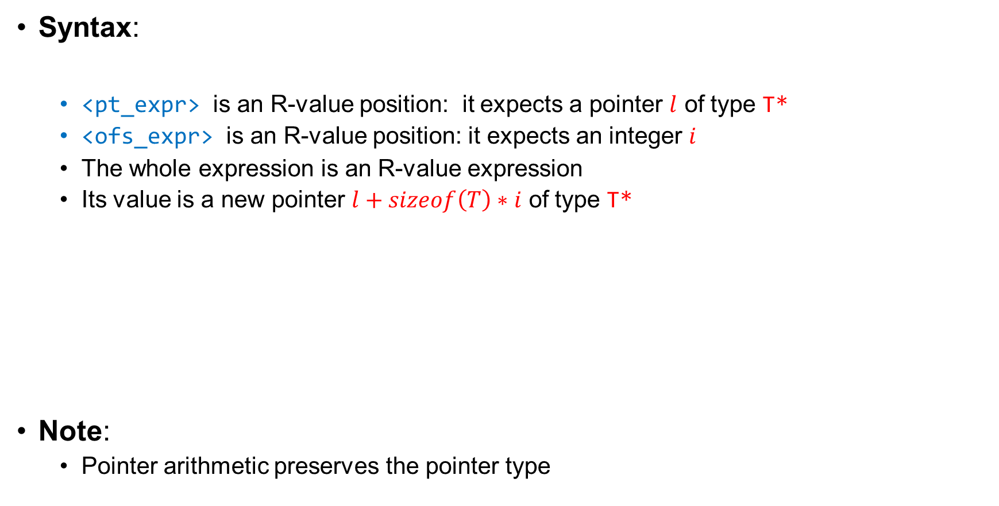 • Syntax:
• <pt_expr> is an R-value position: it expects a pointer l of type T*
• <ofs_expr> is an R-value position: it expects an integer i
• The whole expression is an R-value expression
• Its value is a new pointer l + sizeof(T) ∗ i of type T*
• Note:
• Pointer arithmetic preserves the pointer type